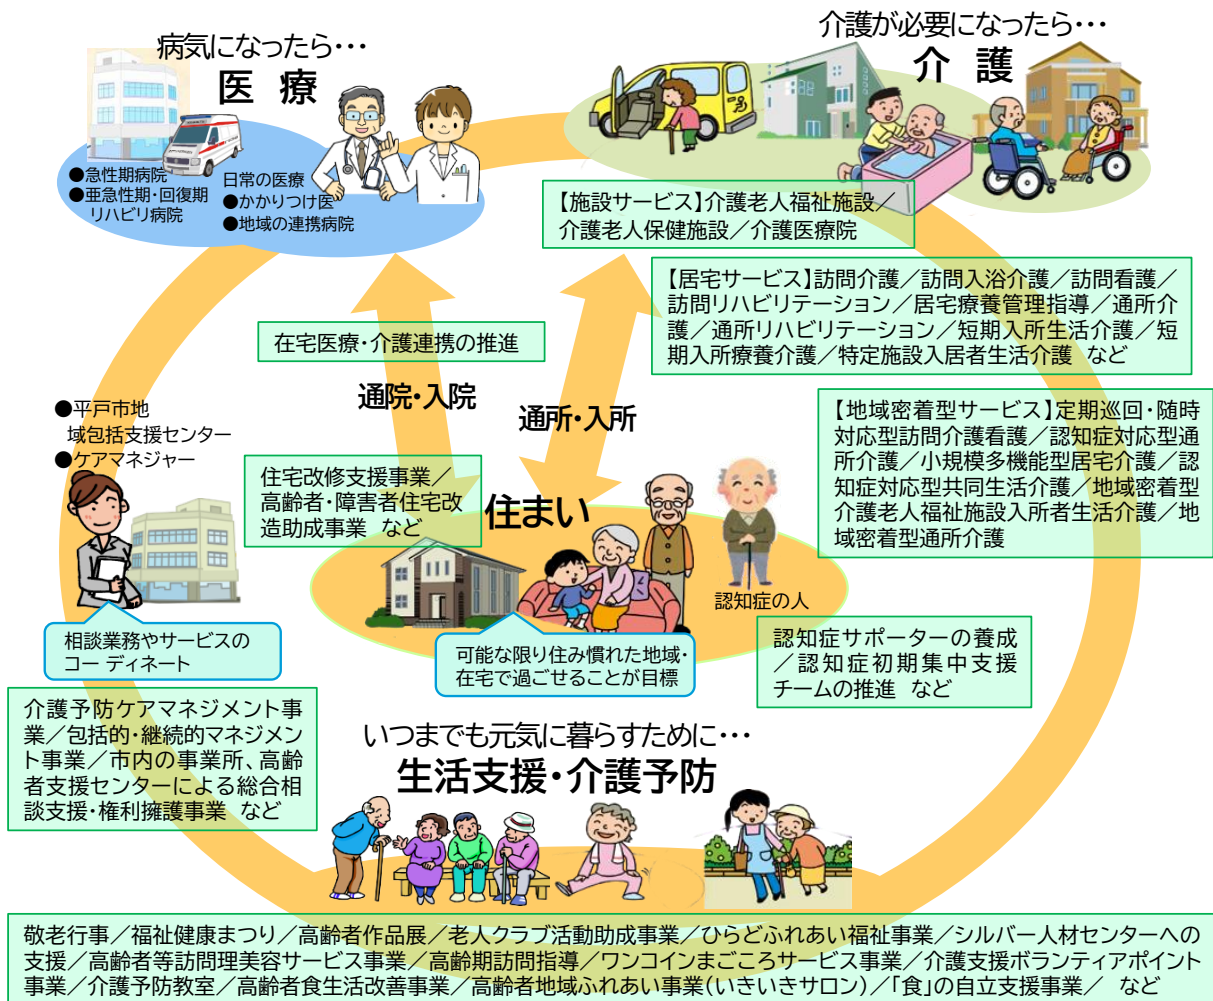 病気になったら・・・
医 療
●急性期病院
●亜急性期・回復期
リハビリ病院
日常の医療
●かかりつけ医
●地域の連携病院
介護が必要になったら・・・
介 護
【施設サービス】介護老人福祉施設／
介護老人保健施設／介護医療院
【居宅サービス】訪問介護／訪問入浴介護／訪問看護／
訪問リハビリテーション／居宅療養管理指導／通所介
護／通所リハビリテーション／短期入所生活介護／短
期入所療養介護／特定施設入居者生活介護 など
在宅医療・介護連携の推進
通院・入院
通所・入所
【地域密着型サービス】定期巡回・随時
対応型訪問介護看護／認知症対応型通
所介護／小規模多機能型居宅介護／認
知症対応型共同生活介護／地域密着型
介護老人福祉施設入所者生活介護／地
域密着型通所介護
●平戸市地
域包括支援センター
●ケアマネジャー
住宅改修支援事業／
高齢者・障害者住宅改
造助成事業 など
住まい
認知症の人
相談業務やサービスの
コー ディネート
可能な限り住み慣れた地域・
在宅で過ごせることが目標
認知症サポーターの養成
／認知症初期集中支援
チームの推進 など
介護予防ケアマネジメント事
業／包括的・継続的マネジメン
ト事業／市内の事業所、高齢
者支援センターによる総合相
談支援・権利擁護事業 など
いつまでも元気に暮らすために・・・
生活支援・介護予防
敬老行事／福祉健康まつり／高齢者作品展／老人クラブ活動助成事業／ひらどふれあい福祉事業／シルバー人材センターへの
支援／高齢者等訪問理美容サービス事業／高齢期訪問指導／ワンコインまごころサービス事業／介護支援ボランティアポイント
事業／介護予防教室／高齢者食生活改善事業／高齢者地域ふれあい事業（いきいきサロン）／「食」の自立支援事業／ など